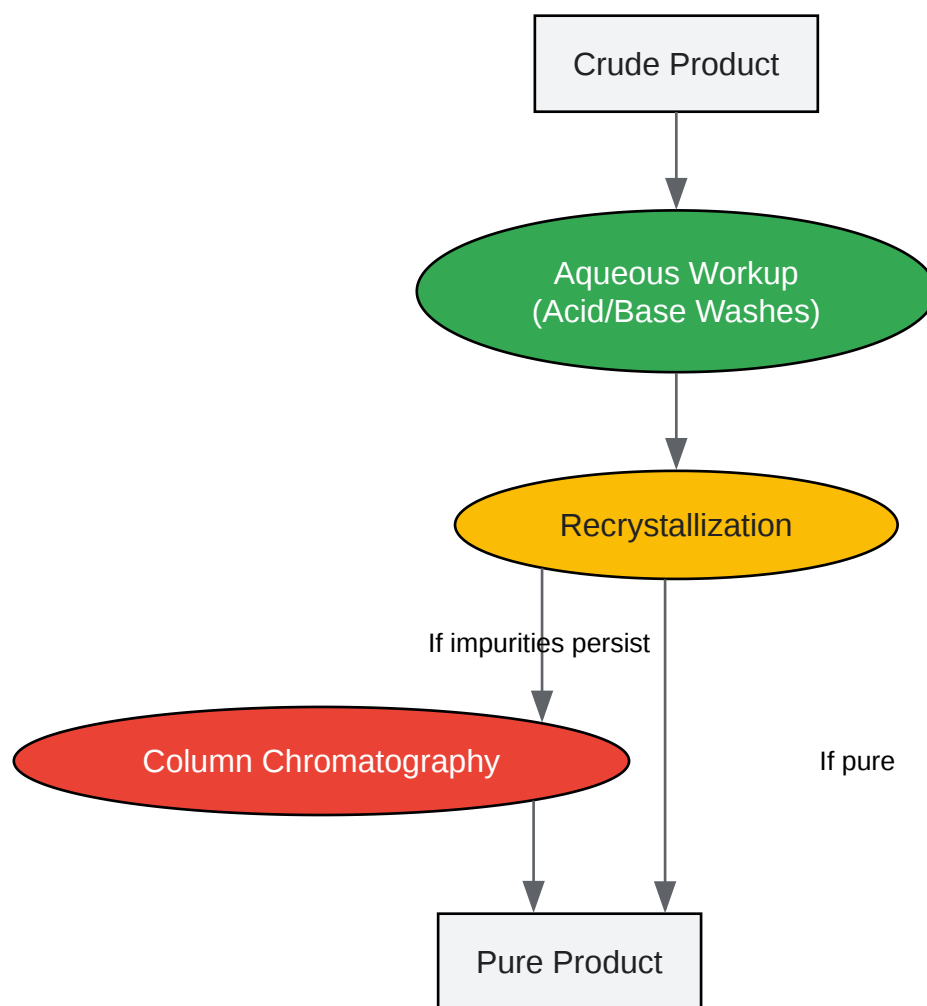 Crude Product
Aqueous Workup
(Acid/Base Washes)
Recrystallization
If impurities persist
Column Chromatography
If pure
Pure Product